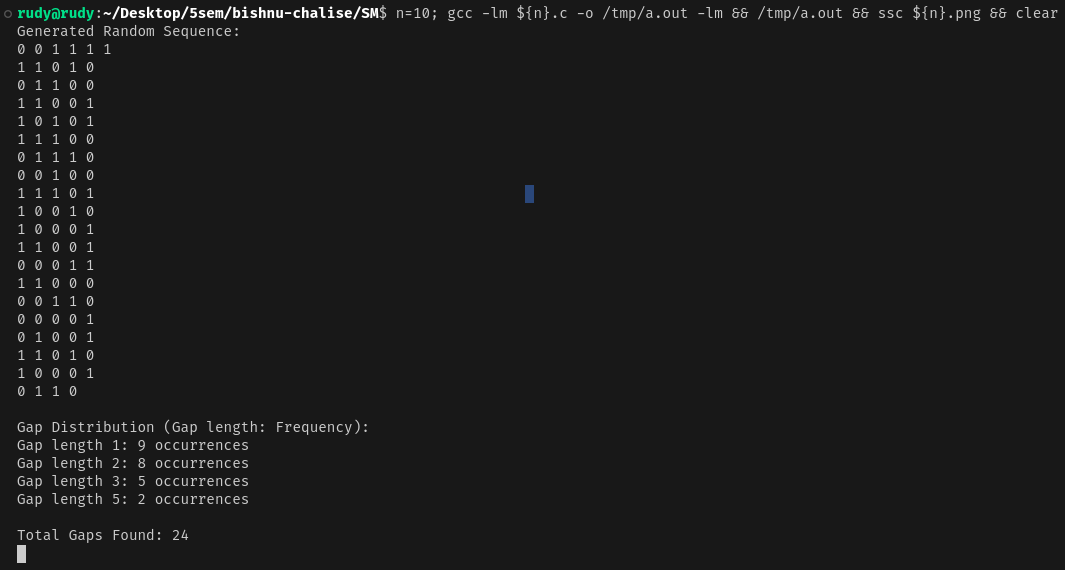 rudy@rudy:~/Desktop/5sem/bishnu-chalise/SM$ n=10; gcc -lm ${n}.c -o /tmp/a.out -lm && /tmp/a.out && ssc ${n}.png && clear
Generated Random Sequence:
0 0 1 1 1 1
1 1 0 1 0
0 1 1 0 0
1 1 0 0 1
1 0 1 0 1
1 1 1 0 0
0 1 1 1 0
0 0 1 0 0
1 1 1 0 1
1 0 0 1 0
1 0 0 0 1
1 1 0 0 1
0 0 0 1 1
1 1 0 0 0
0 0 1 1 0
0 0 0 0 1
0 1 0 0 1
1 1 0 1 0
1 0 0 0 1
0 1 1 0
Gap Distribution (Gap length: Frequency):
Gap length 1: 9 occurrences
Gap length 2: 8 occurrences
Gap length 3: 5 occurrences
Gap length 5: 2 occurrences
Total Gaps Found: 24